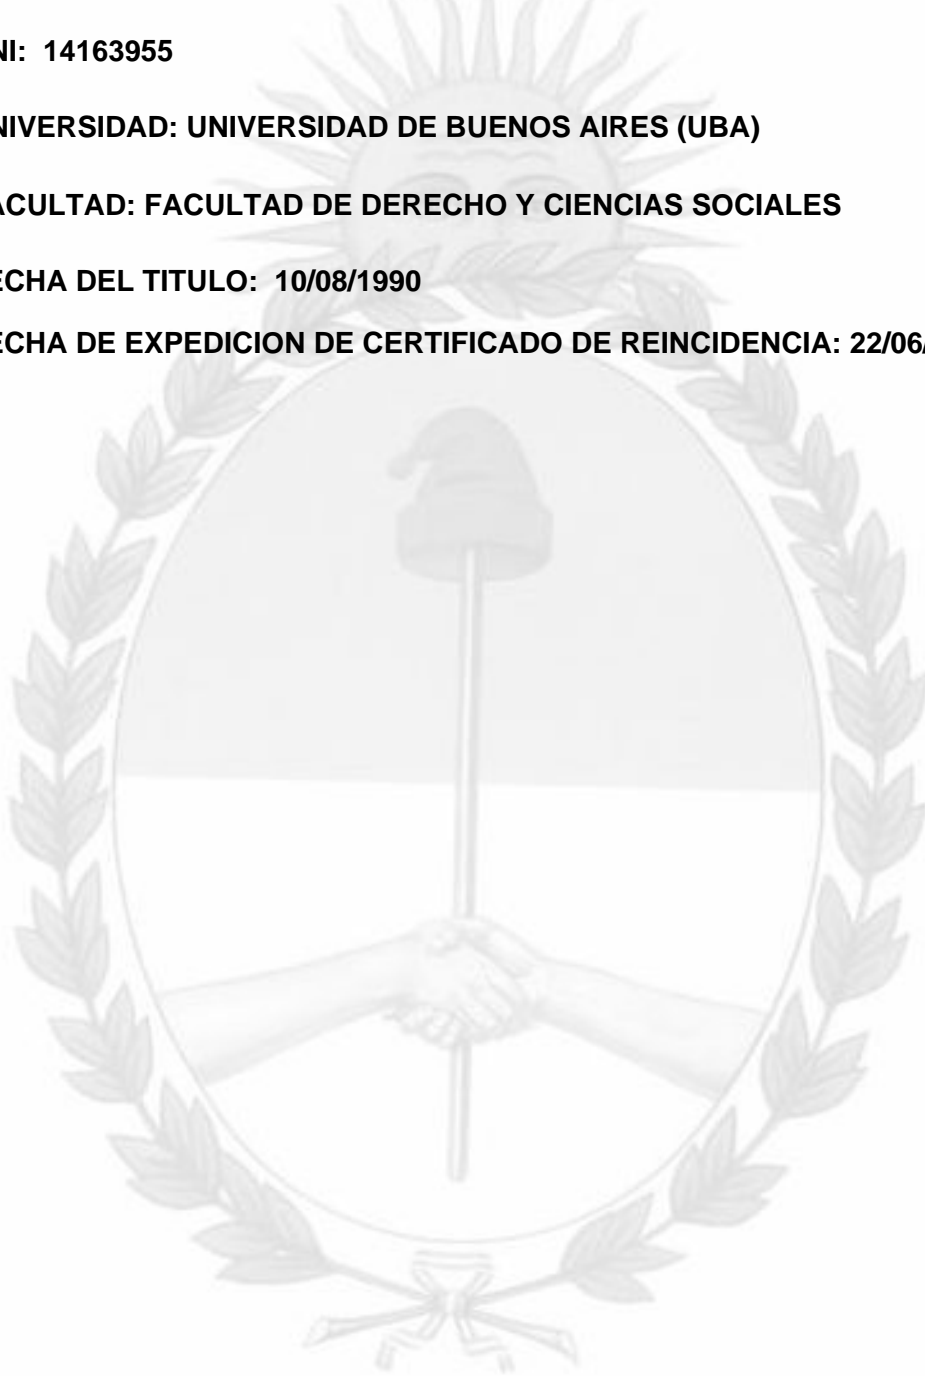 NI: 14163955
NIVERSIDAD: UNIVERSIDAD DE BUENOS AIRES (UBA)
ACULTAD: FACULTAD DE DERECHO Y CIENCIAS SOCIALES
ECHA DEL TITULO: 10/08/1990
ECHA DE EXPEDICION DE CERTIFICADO DE REINCIDENCIA: 22/06/